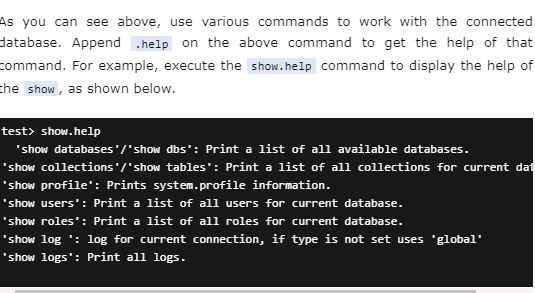 As you can see above, use various commands to work with the connected
database. Append .help on the above command to get the help of that
command. For example, execute the show.help command to display the help of
the show, as shown below.
test> show.help
'show databases'/'show dbs': Print a list of all available databases.
'show collections'/'show tables': Print a list of all collections for current dat
'show profile': Prints system.profile information.
'show users': Print a list of all users for current database.
'show roles': Print a list of all roles for current database.
'show log ': log for current connection, if type is not set uses 'global'
'show logs': Print all logs.